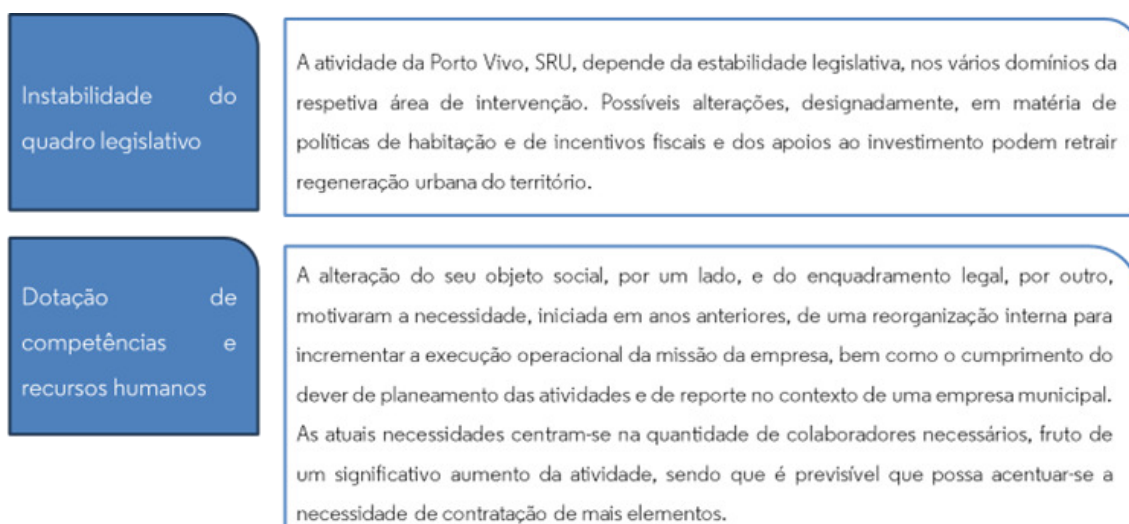 Instabilidade do
quadro legislativo
A atividade da Porto Vivo, SRU, depende da estabilidade legislativa, nos vários domínios da
respetiva área de intervenção. Possíveis alterações, designadamente, em matéria de
políticas de habitação e de incentivos fiscais e dos apoios ao investimento podem retrair
regeneração urbana do território.
Dotação de
competências e
recursos humanos
A alteração do seu objeto social, por um lado, e do enquadramento legal, por outro,
motivaram a necessidade, iniciada em anos anteriores, de uma reorganização interna para
incrementar a execução operacional da missão da empresa, bem como o cumprimento do
dever de planeamento das atividades e de reporte no contexto de uma empresa municipal.
As atuais necessidades centram-se na quantidade de colaboradores necessários, fruto de
um significativo aumento da atividade, sendo que é previsível que possa acentuar-se a
necessidade de contratação de mais elementos.